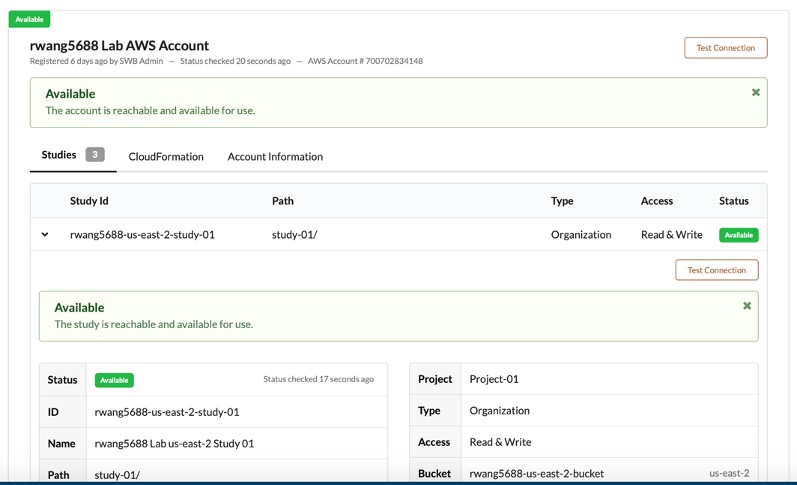 Available
rwang5688 Lab AWS Account
Test Connection
Registered 6 days ago by SWB Admin — Status checked 20 seconds ago — AWS Account # 700702834148
Available
The account is reachable and available for use.
Studies 3 CloudFormation Account Information
Study Id Path Type Access Status
rwang5688-us-east-2-study-01 study-01/ Organization Read & Write Available
Test Connection
Available
The study is reachable and available for use.
Status Available Status checked 17 seconds ago
ID rwang5688-us-east-2-study-01
Name rwang5688 Lab us-east-2 Study 01
Path study-01/
Project Project-01
Type Organization
Access Read & Write
Bucket rwang5688-us-east-2-bucket us-east-2